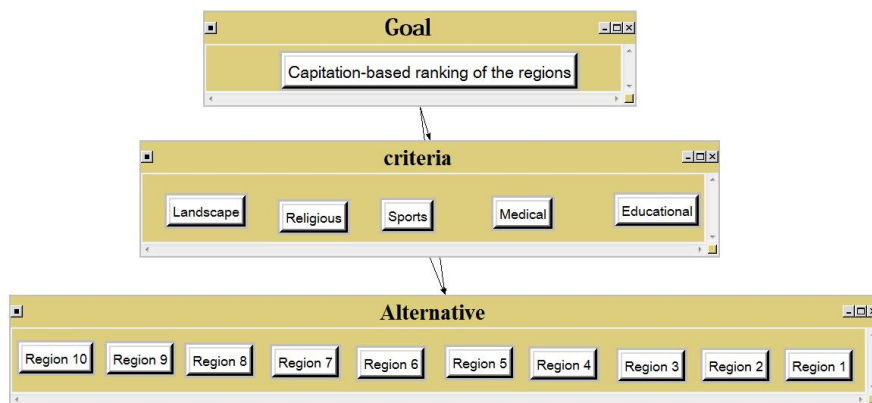 Goal
Capitation-based ranking of the regions
criteria
Landscape Religious Sports Medical Educational
Alternative
Region 10 Region 9 Region 8 Region 7 Region 6 Region 5 Region 4 Region 3 Region 2 Region 1